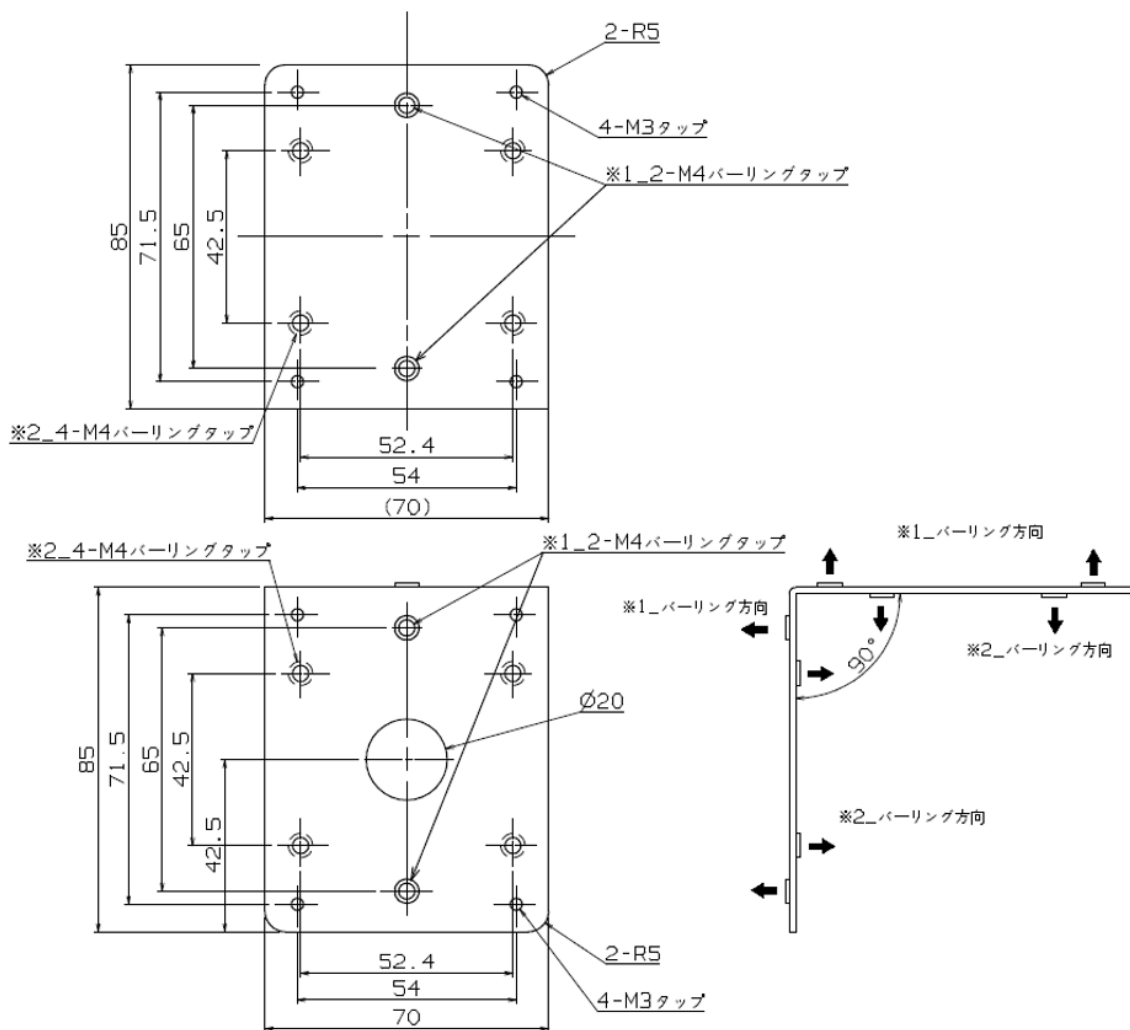 2-R5
4-M3タップ
※1_2-M4バーリングタップ
85
71.5
65
42.5
※2_4-M4バーリングタップ
52.4
54
(70)
※2_4-M4バーリングタップ
※1_2-M4バーリングタップ
※1_バーリング方向
※1_バーリング方向
※2_バーリング方向
90°
Ø20
85
71.5
65
42.5
42.5
※2_バーリング方向
2-R5
52.4
54
4-M3タップ
70